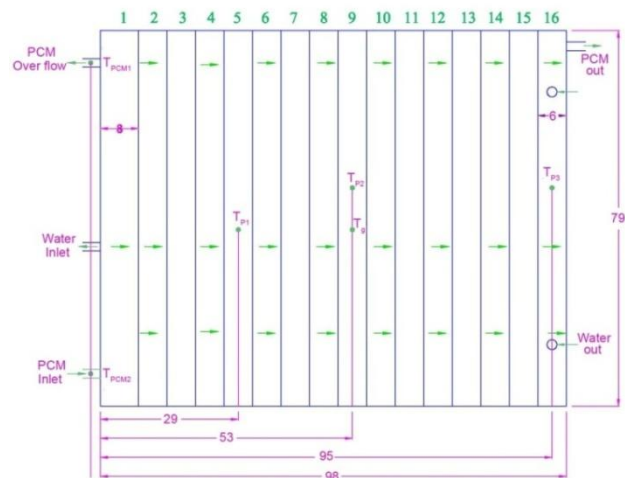 1 2 3 4 5 6 7 8 9 10 11 12 13 14 15 16
PCM
Over flow
T_PCM1
PCM
out
6
T_P2
T_P3
T_P1
T_g
79
Water
Inlet
Water
out
PCM
Inlet
T_PCM2
29
53
95
98